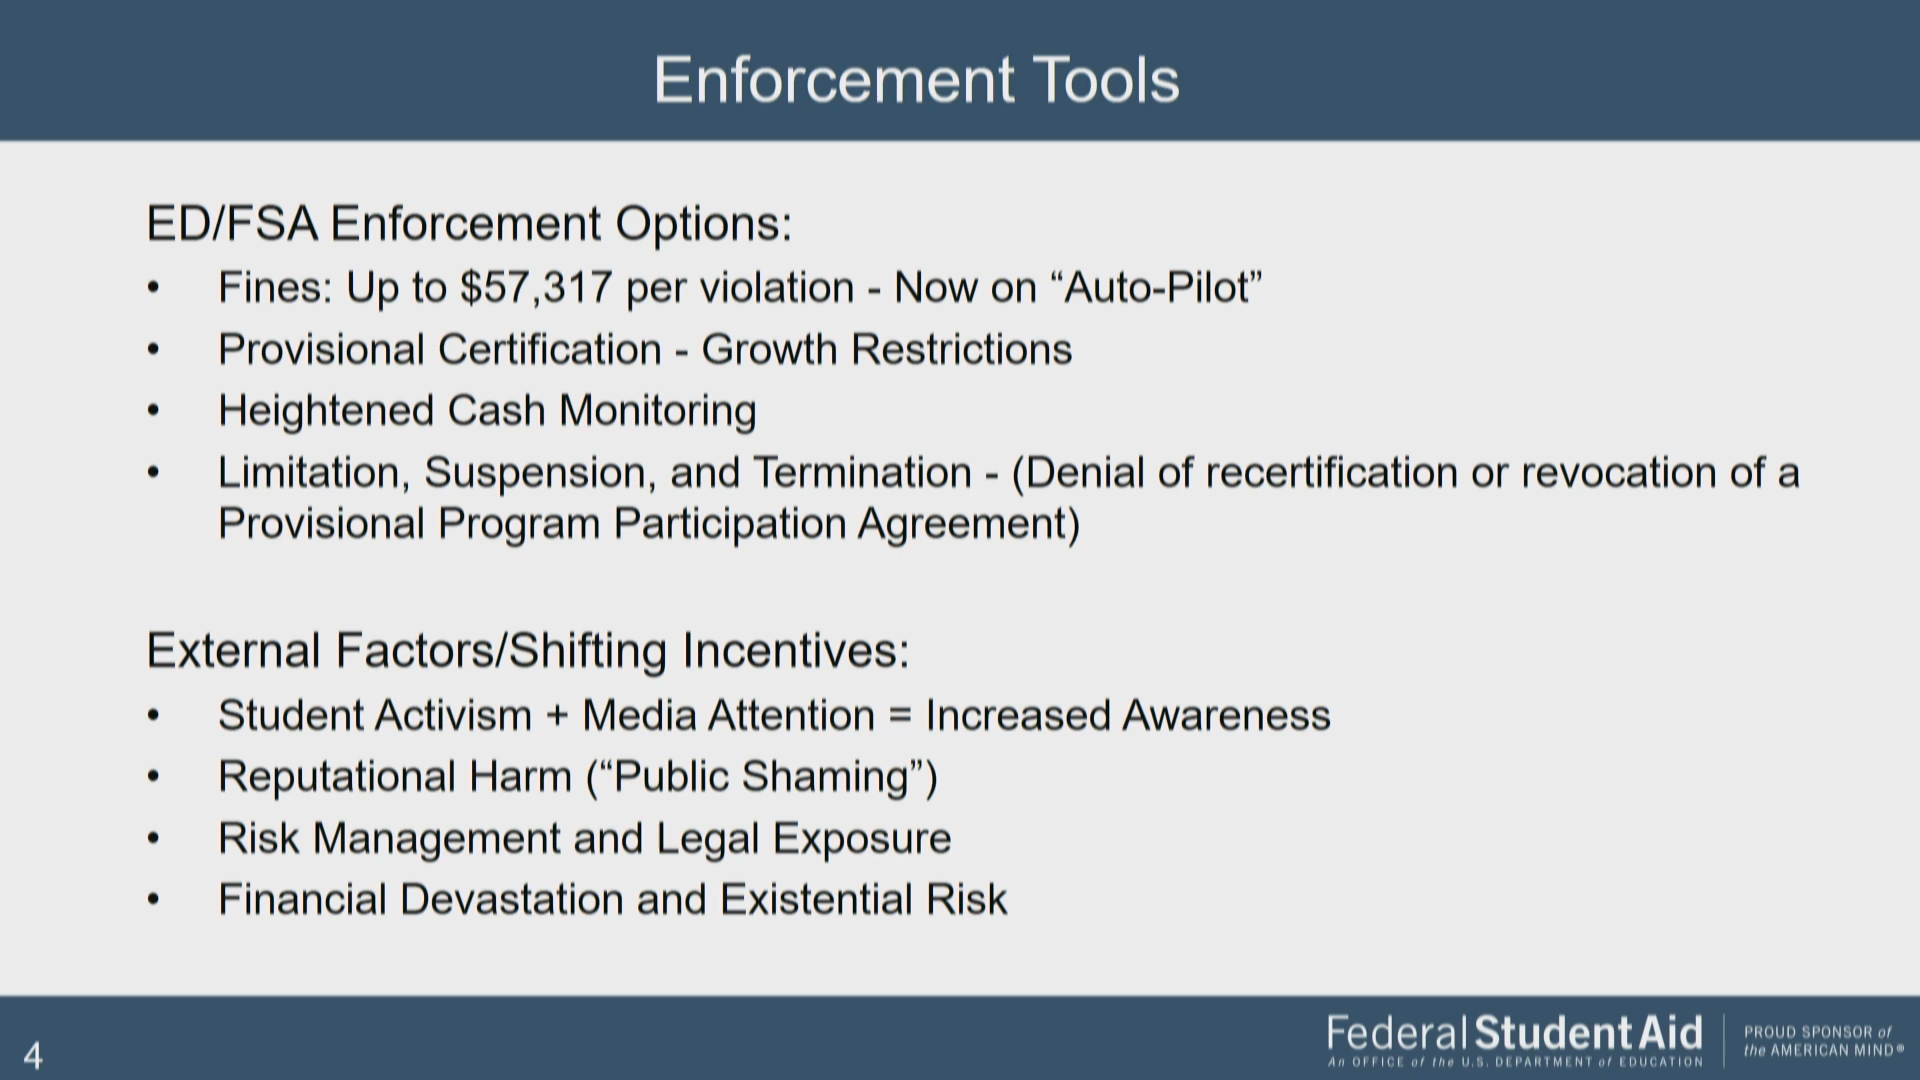 Enforcement Tools
ED/FSA Enforcement Options:
• Fines: Up to $57,317 per violation - Now on “Auto-Pilot”
• Provisional Certification - Growth Restrictions
• Heightened Cash Monitoring
• Limitation, Suspension, and Termination - (Denial of recertification or revocation of a
Provisional Program Participation Agreement)
External Factors/Shifting Incentives:
• Student Activism + Media Attention = Increased Awareness
• Reputational Harm (“Public Shaming”)
• Risk Management and Legal Exposure
• Financial Devastation and Existential Risk
4
Federal Student Aid
An OFFICE of the U.S. DEPARTMENT of EDUCATION
PROUD SPONSOR of
the AMERICAN MIND®